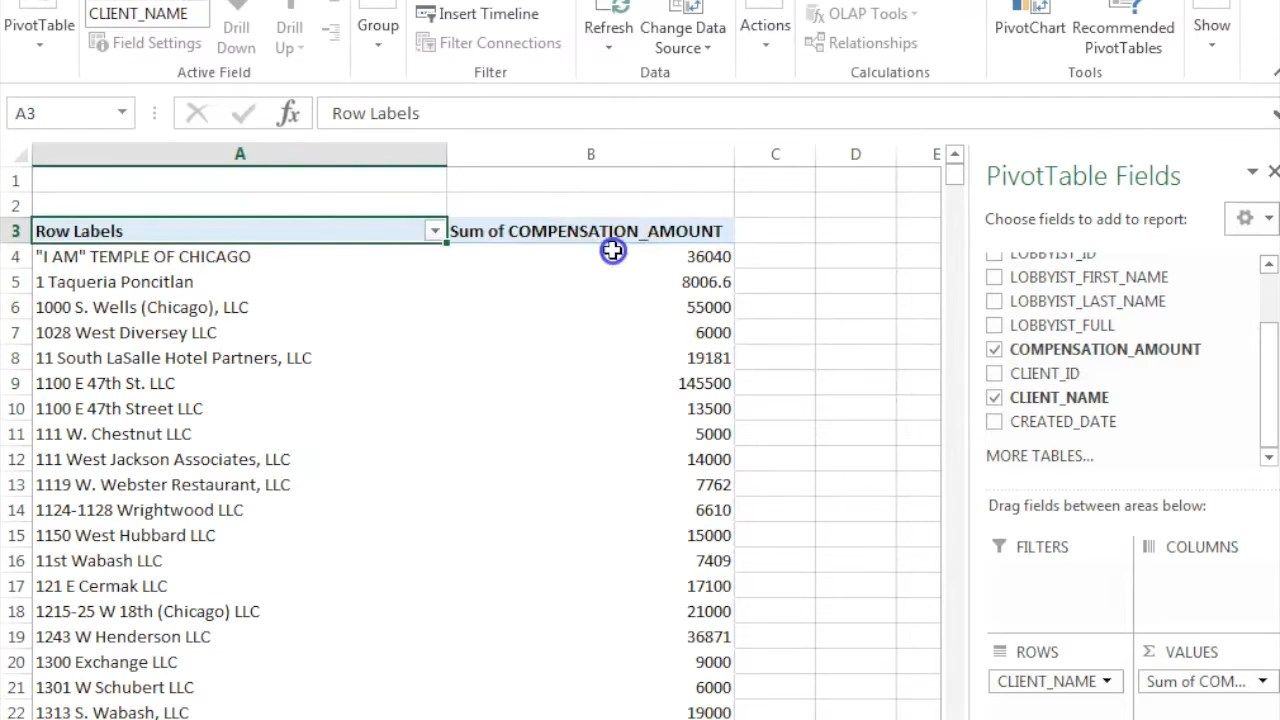 PivotTable
CLIENT_NAME
Field Settings
Active Field
Drill Down
Drill Up
Group
Insert Timeline
Filter Connections
Filter
Refresh
Change Data Source
Data
Actions
OLAP Tools
Relationships
Calculations
PivotChart
Recommended PivotTables
Tools
Show
A3
fx
Row Labels
A B C D E
1
2
3 Row Labels Sum of COMPENSATION_AMOUNT
4 "I AM" TEMPLE OF CHICAGO 36040
5 1 Taqueria Poncitlan 8006.6
6 1000 S. Wells (Chicago), LLC 55000
7 1028 West Diversey LLC 6000
8 11 South LaSalle Hotel Partners, LLC 19181
9 1100 E 47th St. LLC 145500
10 1100 E 47th Street LLC 13500
11 111 W. Chestnut LLC 5000
12 111 West Jackson Associates, LLC 14000
13 1119 W. Webster Restaurant, LLC 7762
14 1124-1128 Wrightwood LLC 6610
15 1150 West Hubbard LLC 15000
16 11st Wabash LLC 7409
17 121 E Cermak LLC 17100
18 1215-25 W 18th (Chicago) LLC 21000
19 1243 W Henderson LLC 36871
20 1300 Exchange LLC 9000
21 1301 W Schubert LLC 6000
22 1313 S. Wabash, LLC 19000
PivotTable Fields
Choose fields to add to report:
LOBBYIST_ID
LOBBYIST_FIRST_NAME
LOBBYIST_LAST_NAME
LOBBYIST_FULL
COMPENSATION_AMOUNT
CLIENT_ID
CLIENT_NAME
CREATED_DATE
MORE TABLES...
Drag fields between areas below:
FILTERS
COLUMNS
ROWS
Σ VALUES
CLIENT_NAME
Sum of COM...